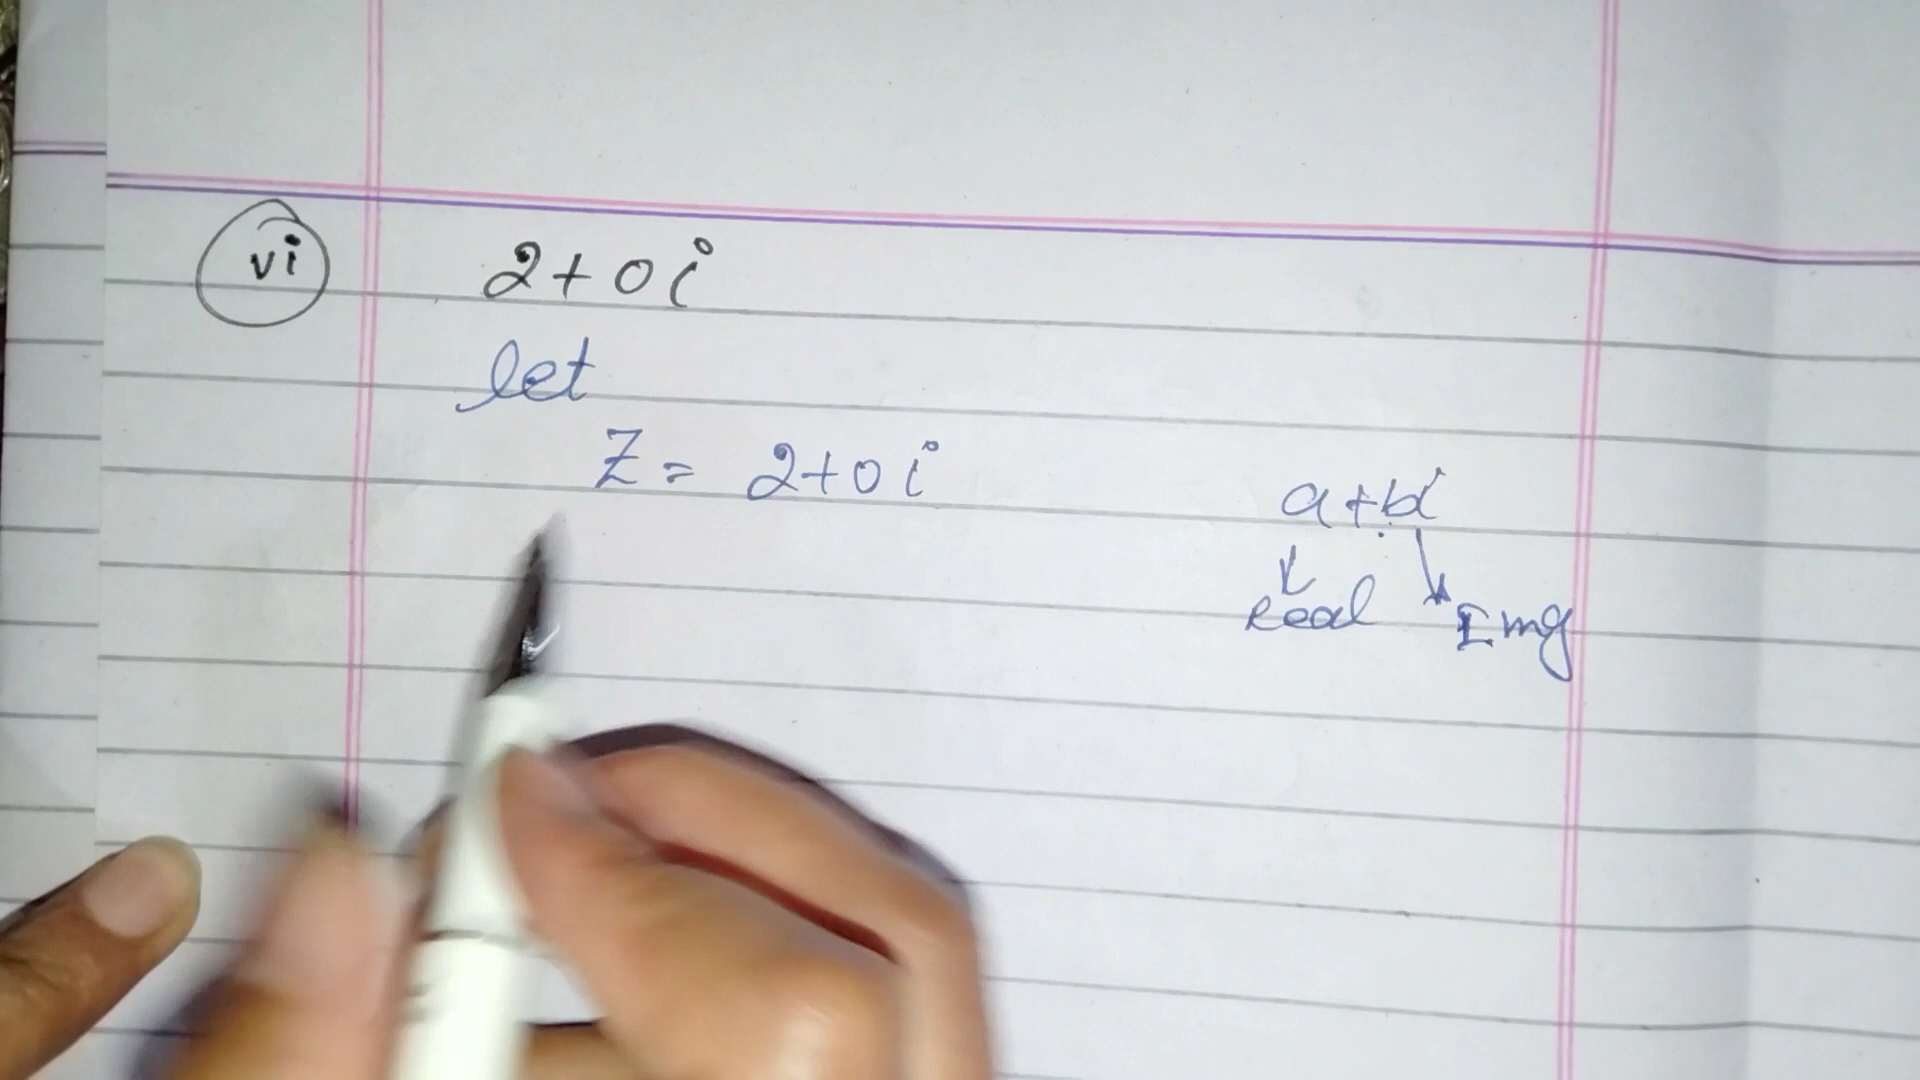 vi 2+0i
let
Z= 2+0i
a+bi
Real Img